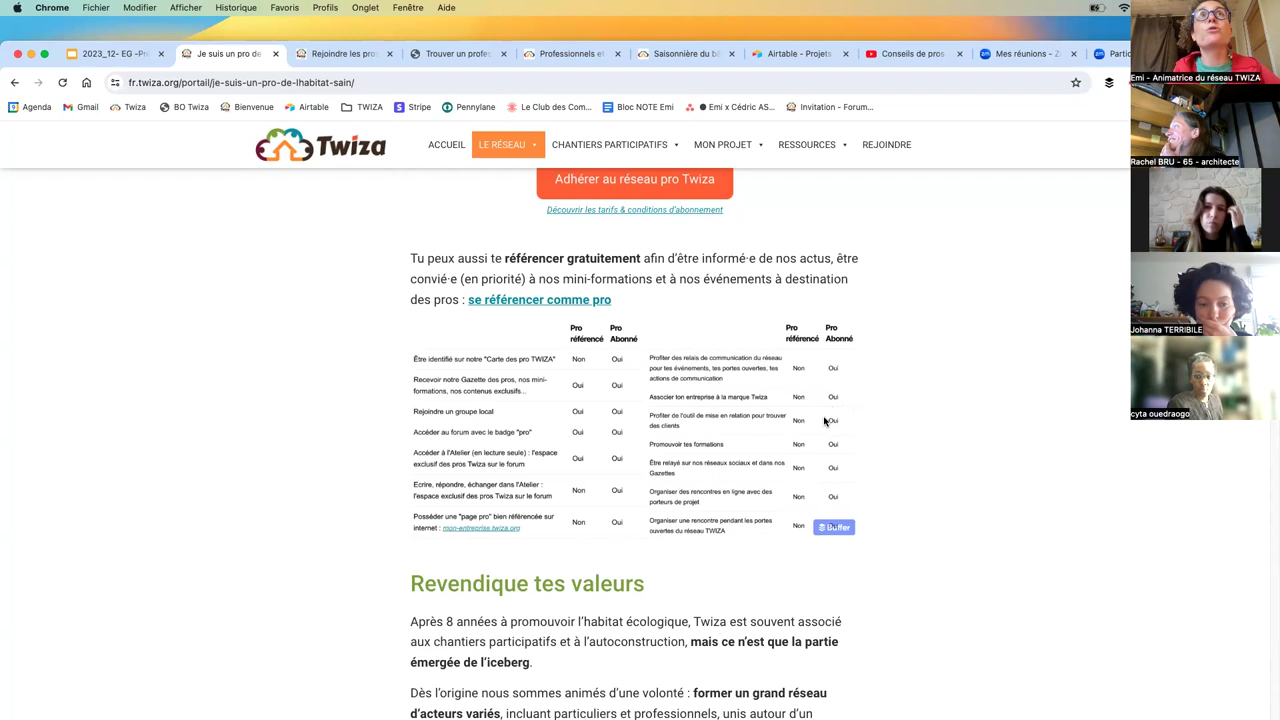 Chrome Fichier Modifier Affichage Historique Favoris
2023_12- EG -Pr
Je suis un pro de
Rejoindre les pros
Trouver un profes
Professionnels et
Saisonnière du bâ
Airtable - Projets
Conseils de pros
Mes réunions - Z
Partic
fr.twiza.org/portail/je-suis-un-pro-de-lhabitat-sain/
Agenda Gmail Twiza BO Twiza Bienvenue Airtable TWIZA Stripe Pennylane Le Club des Com... Bloc NOTE Emi Emi x Cédric AS... Invitation - Forum...
Twiza
ACCUEIL LE RÉSEAU CHANTIERS PARTICIPATIFS MON PROJET RESSOURCES REJOINDRE
Adhérer au réseau pro Twiza
Découvrir les tarifs & conditions d'abonnement
Tu peux aussi te référencer gratuitement afin d'être informé·e de nos actus, être
convié·e (en priorité) à nos mini-formations et à nos événements à destination
des pros : se référencer comme pro
Pro référencé Pro Abonné
Être identifié sur notre "Carte des pro TWIZA" Non Oui
Recevoir notre Gazette des pros, nos mini-
formations, nos contenus exclusifs... Oui Oui
Rejoindre un groupe local Oui Oui
Accéder au forum avec le badge "pro" Oui Oui
Accéder à l'Atelier (en lecture seule) : l'espace
exclusif des pros Twiza sur le forum Oui Oui
Ecrire, répondre, échanger dans l'Atelier :
l'espace exclusif des pros Twiza sur le forum Non Oui
Posséder une "page pro" bien référencée sur
internet : mon-entreprise.twiza.org Non Oui
Pro référencé Pro Abonné
Profiter des relais de communication du réseau
pour tes événements, tes portes ouvertes, tes
actions de communication Non Oui
Associer ton entreprise à la marque Twiza Non Oui
Profiter de l'outil de mise en relation pour trouver
des clients Non Oui
Promouvoir tes formations Non Oui
Être relayé sur nos réseaux sociaux et dans nos
Gazettes Non Oui
Organiser des rencontres en ligne avec des
porteurs de projet Non Oui
Organiser une rencontre pendant les portes
ouvertes du réseau TWIZA Non
Buffer
Revendique tes valeurs
Après 8 années à promouvoir l'habitat écologique, Twiza est souvent associé
aux chantiers participatifs et à l'autoconstruction, mais ce n'est que la partie
émergée de l'iceberg.
Dès l'origine nous sommes animés d'une volonté : former un grand réseau
d'acteurs variés, incluant particuliers et professionnels, unis autour d'un
Emi - Animatrice du réseau TWIZA
Rachel BRU - 65 - architecte
Johanna TERRIBILE
cyta ouedraogo